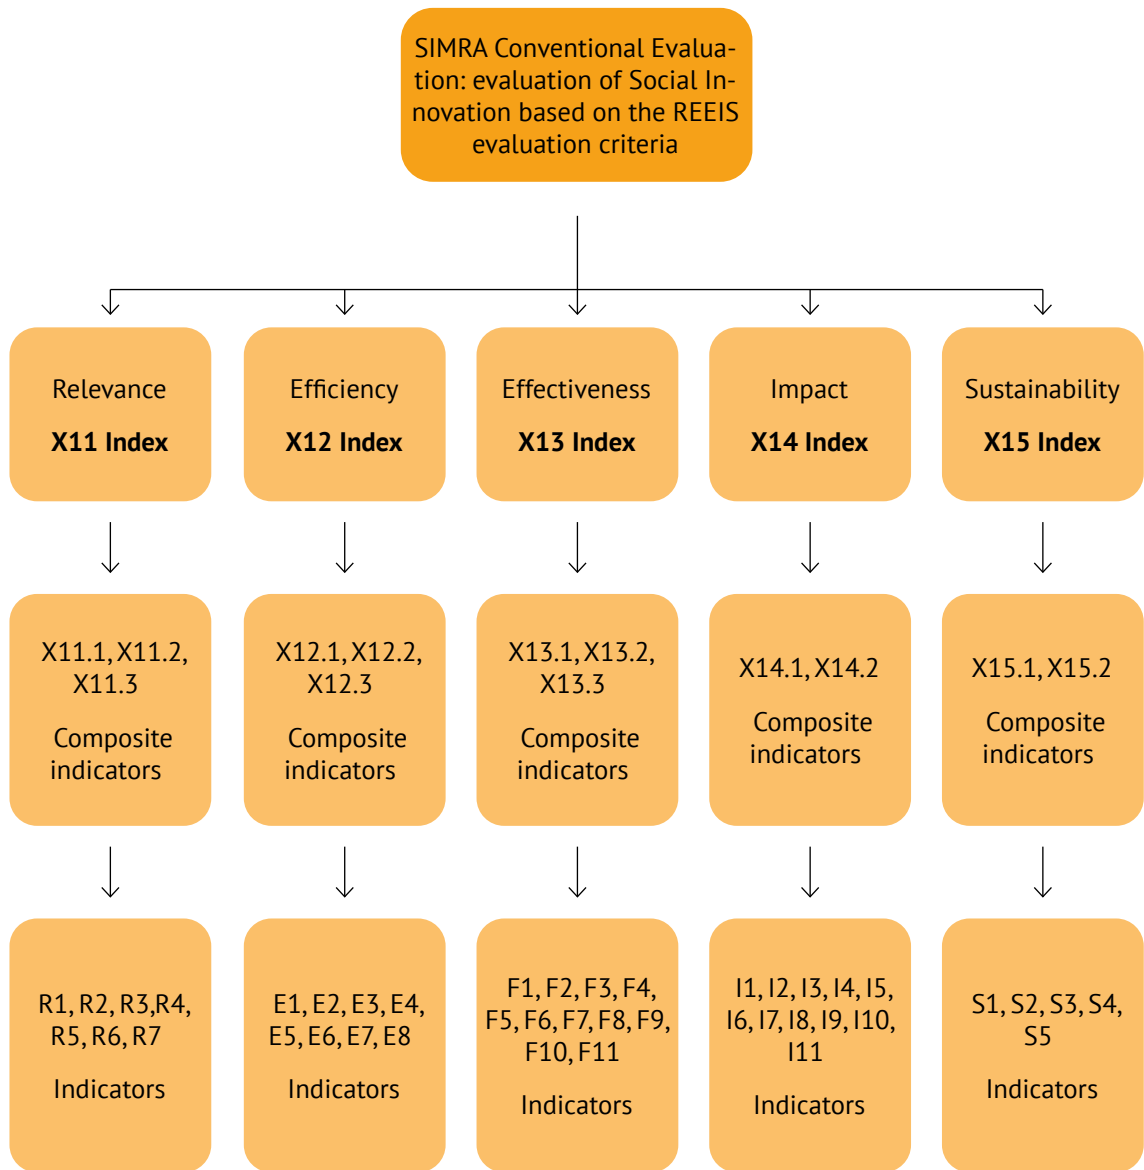 SIMRA Conventional Evalua-
tion: evaluation of Social In-
novation based on the REEIS
evaluation criteria
Relevance
X11 Index
Efficiency
X12 Index
Effectiveness
X13 Index
Impact
X14 Index
Sustainability
X15 Index
X11.1, X11.2,
X11.3
Composite
indicators
X12.1, X12.2,
X12.3
Composite
indicators
X13.1, X13.2,
X13.3
Composite
indicators
X14.1, X14.2
Composite
indicators
X15.1, X15.2
Composite
indicators
R1, R2, R3,R4,
R5, R6, R7
Indicators
E1, E2, E3, E4,
E5, E6, E7, E8
Indicators
F1, F2, F3, F4,
F5, F6, F7, F8, F9,
F10, F11
Indicators
I1, I2, I3, I4, I5,
I6, I7, I8, I9, I10,
I11
Indicators
S1, S2, S3, S4,
S5
Indicators